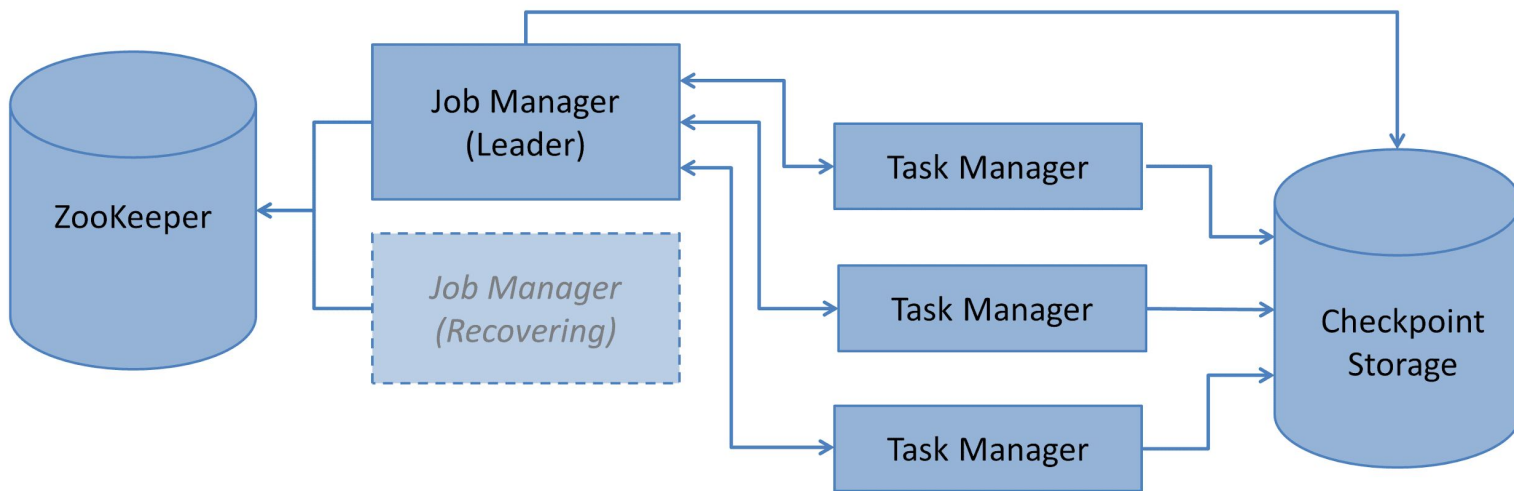 ZooKeeper
Job Manager
(Leader)
Job Manager
(Recovering)
Task Manager
Task Manager
Task Manager
Checkpoint
Storage